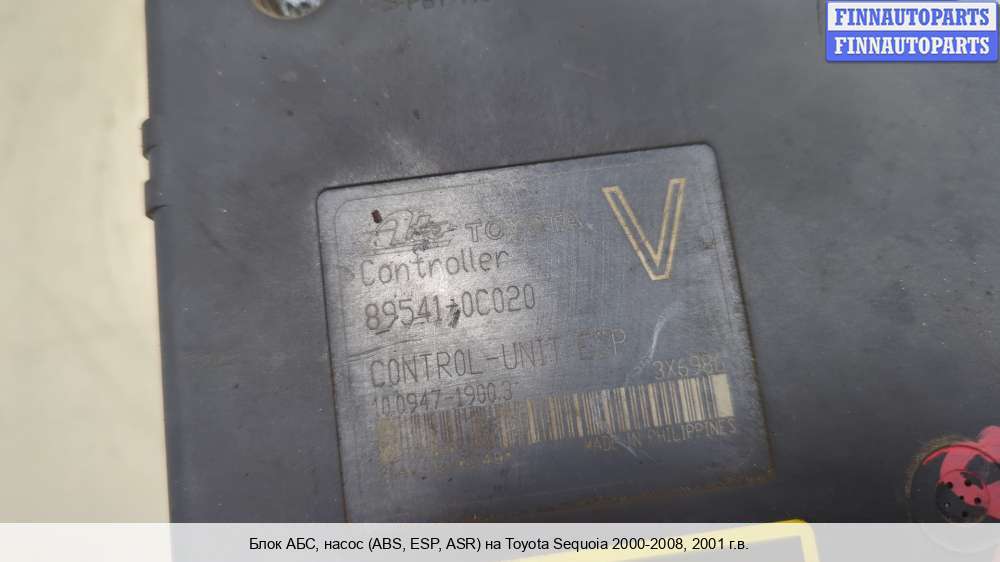 FINNAUTOPARTS
FINNAUTOPARTS
TOYOTA
V
Controller
89541-0C020
CONTROL-UNIT ESP
10.0947-1900.3
MADE IN PHILIPPINES
Блок АБС, насос (ABS, ESP, ASR) на Toyota Sequoia 2000-2008, 2001 г.в.